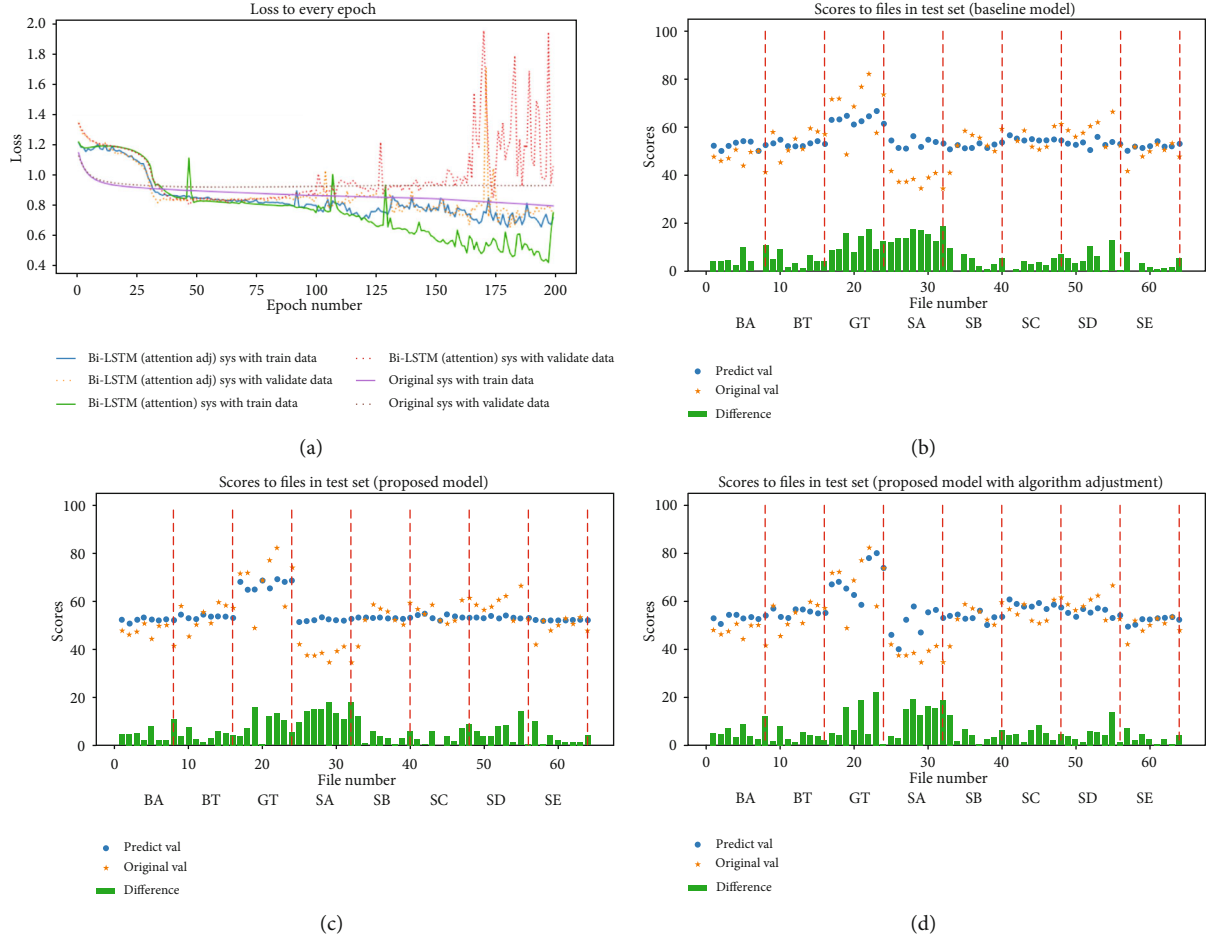 Loss to every epoch
2.0
1.8
1.6
1.4
1.2
1.0
0.8
0.6
0.4
Loss
0 25 50 75 100 125 150 175 200
Epoch number
Bi-LSTM (attention adj) sys with train data
Bi-LSTM (attention adj) sys with validate data
Bi-LSTM (attention) sys with train data
Bi-LSTM (attention) sys with validate data
Original sys with train data
Original sys with validate data
(a)
Scores to files in test set (baseline model)
100
80
60
40
20
0
Scores
0 10 20 30 40 50 60
File number
BA BT GT SA SB SC SD SE
Predict val
Original val
Difference
(b)
Scores to files in test set (proposed model)
100
80
60
40
20
0
Scores
0 10 20 30 40 50 60
File number
BA BT GT SA SB SC SD SE
Predict val
Original val
Difference
(c)
Scores to files in test set (proposed model with algorithm adjustment)
100
80
60
40
20
0
Scores
0 10 20 30 40 50 60
File number
BA BT GT SA SB SC SD SE
Predict val
Original val
Difference
(d)